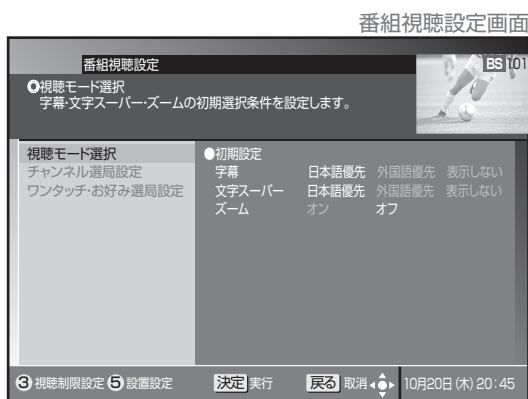 番組視聴設定画面
番組視聴設定
BS 101
視聴モード選択
字幕・文字スーパー・ズームの初期選択条件を設定します。
視聴モード選択
チャンネル選局設定
ワンタッチ・お好み選局設定
●初期設定
字幕 日本語優先 外国語優先 表示しない
文字スーパー 日本語優先 外国語優先 表示しない
ズーム オン オフ
③視聴制限設定 ⑤設置設定 決定 実行 戻る 取消 10月20日(木) 20:45